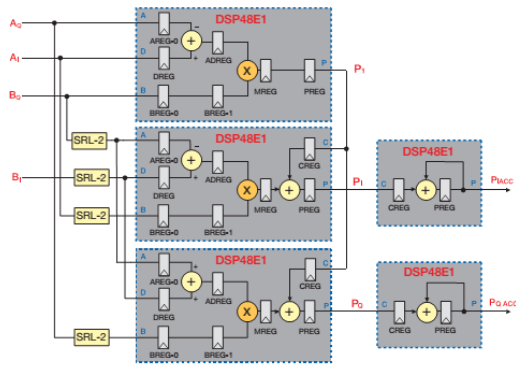 DSP48E1
AQ A AREG-0 − ADREG
AI D DREG + X MREG PREG P P1
BQ B BREG-0 BREG-1
DSP48E1
SRL-2 A AREG-0 − ADREG CREG C
BI SRL-2 D DREG + X MREG + PREG P PI
SRL-2 B BREG-0 BREG-1
DSP48E1
C CREG + PREG P PIACC
DSP48E1
A AREG-0 + ADREG CREG C
D DREG + X MREG + PREG P PQ
SRL-2 B BREG-0 BREG-1
DSP48E1
C CREG + PREG P PQ ACC